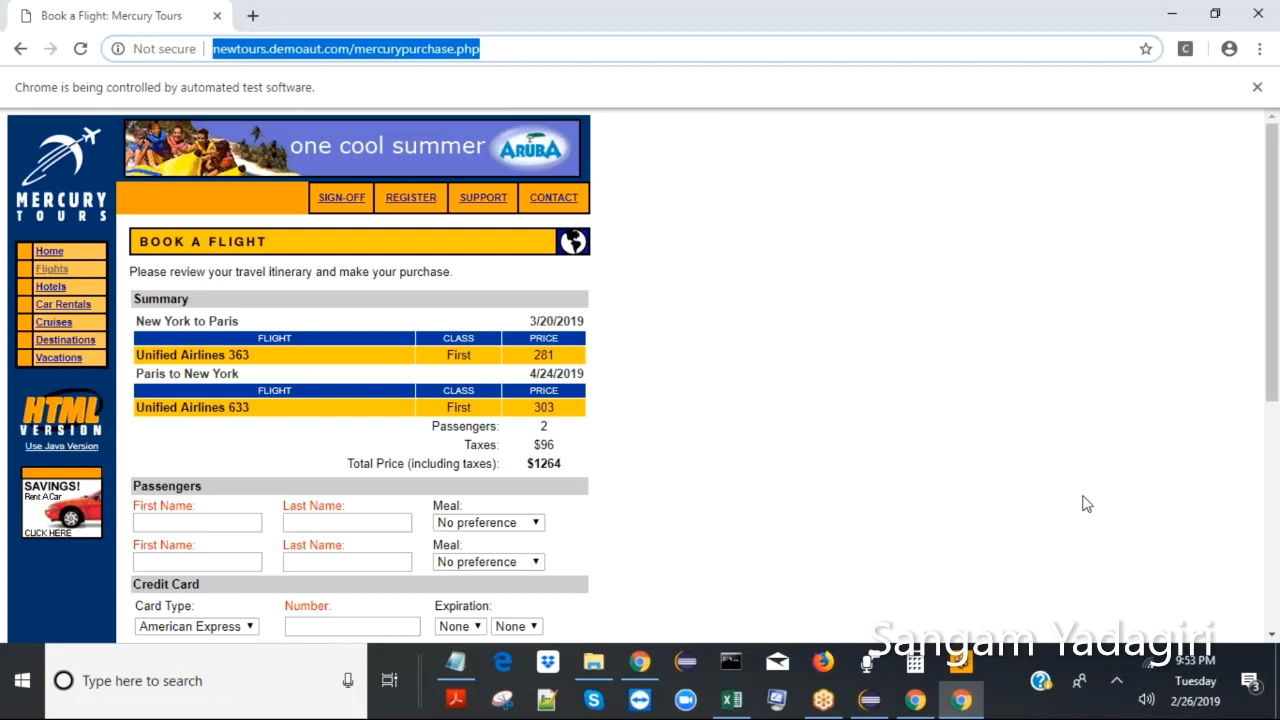 Book a Flight: Mercury Tours
Not secure
newtours.demoaut.com/mercurypurchase.php
Chrome is being controlled by automated test software.
one cool summer ARUBA
MERCURY
TOURS
SIGN-OFF REGISTER SUPPORT CONTACT
Home
Flights
Hotels
Car Rentals
Cruises
Destinations
Vacations
HTML
VERSION
Use Java Version
SAVINGS!
Rent A Car
CLICK HERE
BOOK A FLIGHT
Please review your travel itinerary and make your purchase.
Summary
New York to Paris 3/20/2019
FLIGHT CLASS PRICE
Unified Airlines 363 First 281
Paris to New York 4/24/2019
FLIGHT CLASS PRICE
Unified Airlines 633 First 303
Passengers: 2
Taxes: $96
Total Price (including taxes): $1264
Passengers
First Name: Last Name: Meal:
No preference
First Name: Last Name: Meal:
No preference
Credit Card
Card Type: Number: Expiration:
American Express None None
Sangam Yadagiri
Type here to search
9:53 PM
Tuesday
2/26/2019
3